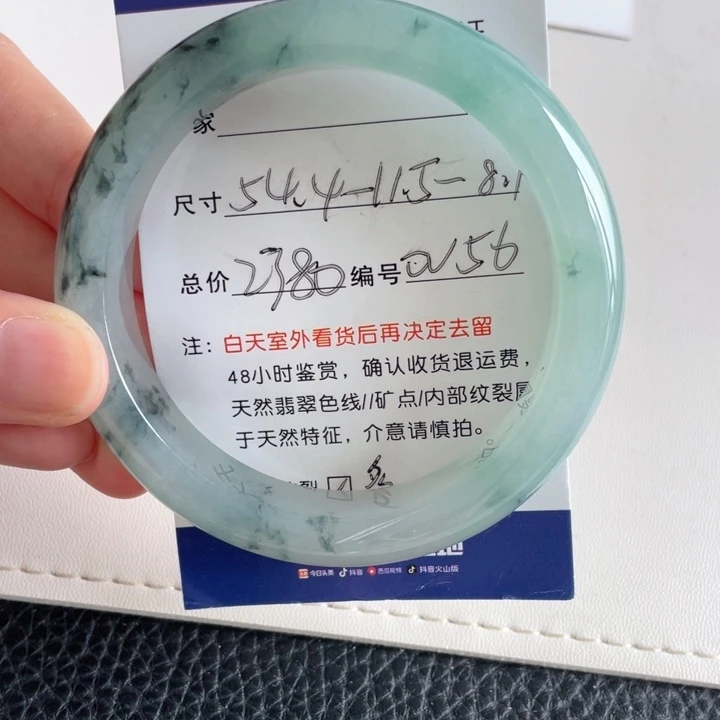 家
尺寸 54.4-11.5-8.1
总价 2380 编号 0156
注：白天室外看货后再决定去留
48小时鉴赏，确认收货退运费，
天然翡翠色线//矿点/内部纹裂属
于天然特征，介意请慎拍。
裂
今日头条 抖音 西瓜视频 抖音火山版